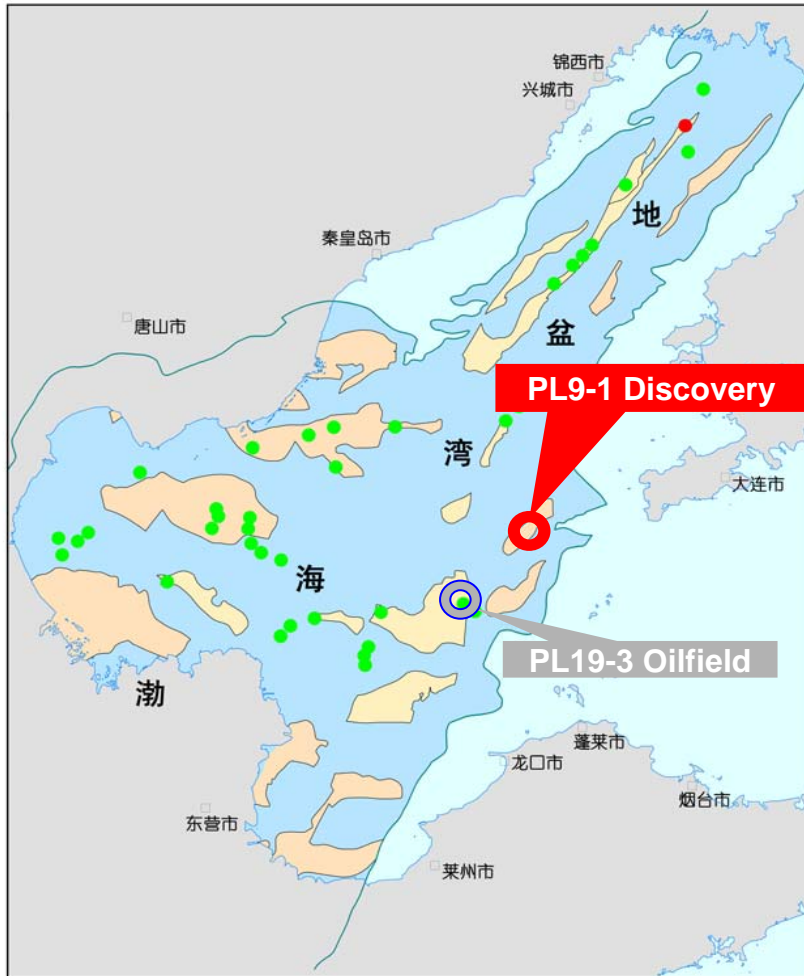 锦西市
兴城市
地
秦皇岛市
唐山市
盆
PL9-1 Discovery
湾
大连市
海
PL19-3 Oilfield
渤
蓬莱市
龙口市
烟台市
东营市
莱州市